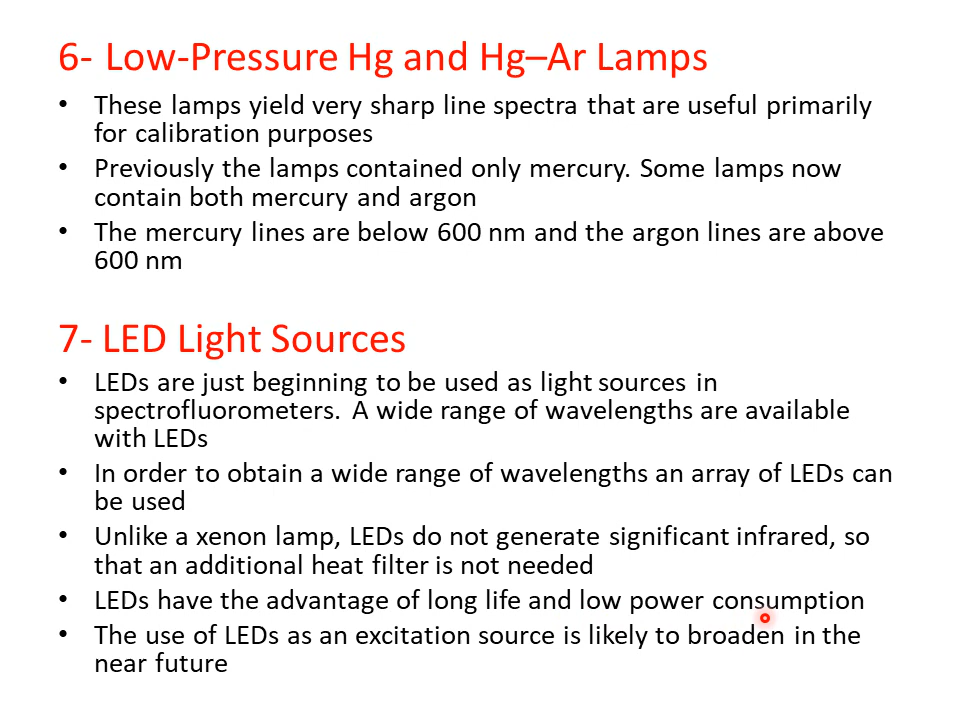 6- Low-Pressure Hg and Hg–Ar Lamps
• These lamps yield very sharp line spectra that are useful primarily
for calibration purposes
• Previously the lamps contained only mercury. Some lamps now
contain both mercury and argon
• The mercury lines are below 600 nm and the argon lines are above
600 nm
7- LED Light Sources
• LEDs are just beginning to be used as light sources in
spectrofluorometers. A wide range of wavelengths are available
with LEDs
• In order to obtain a wide range of wavelengths an array of LEDs can
be used
• Unlike a xenon lamp, LEDs do not generate significant infrared, so
that an additional heat filter is not needed
• LEDs have the advantage of long life and low power consumption
• The use of LEDs as an excitation source is likely to broaden in the
near future